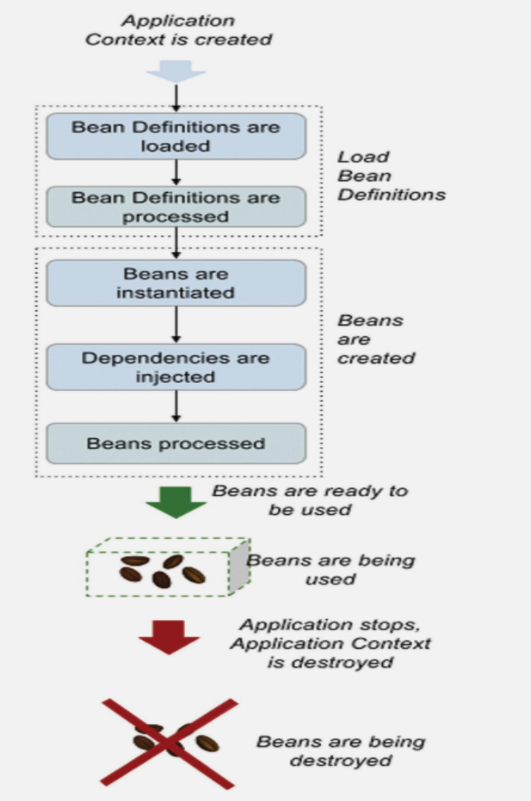 Application
Context is created
Bean Definitions are
loaded
Load
Bean
Definitions
Bean Definitions are
processed
Beans are
instantiated
Beans
are
created
Dependencies are
injected
Beans processed
Beans are ready to
be used
Beans are being
used
Application stops,
Application Context
is destroyed
Beans are being
destroyed